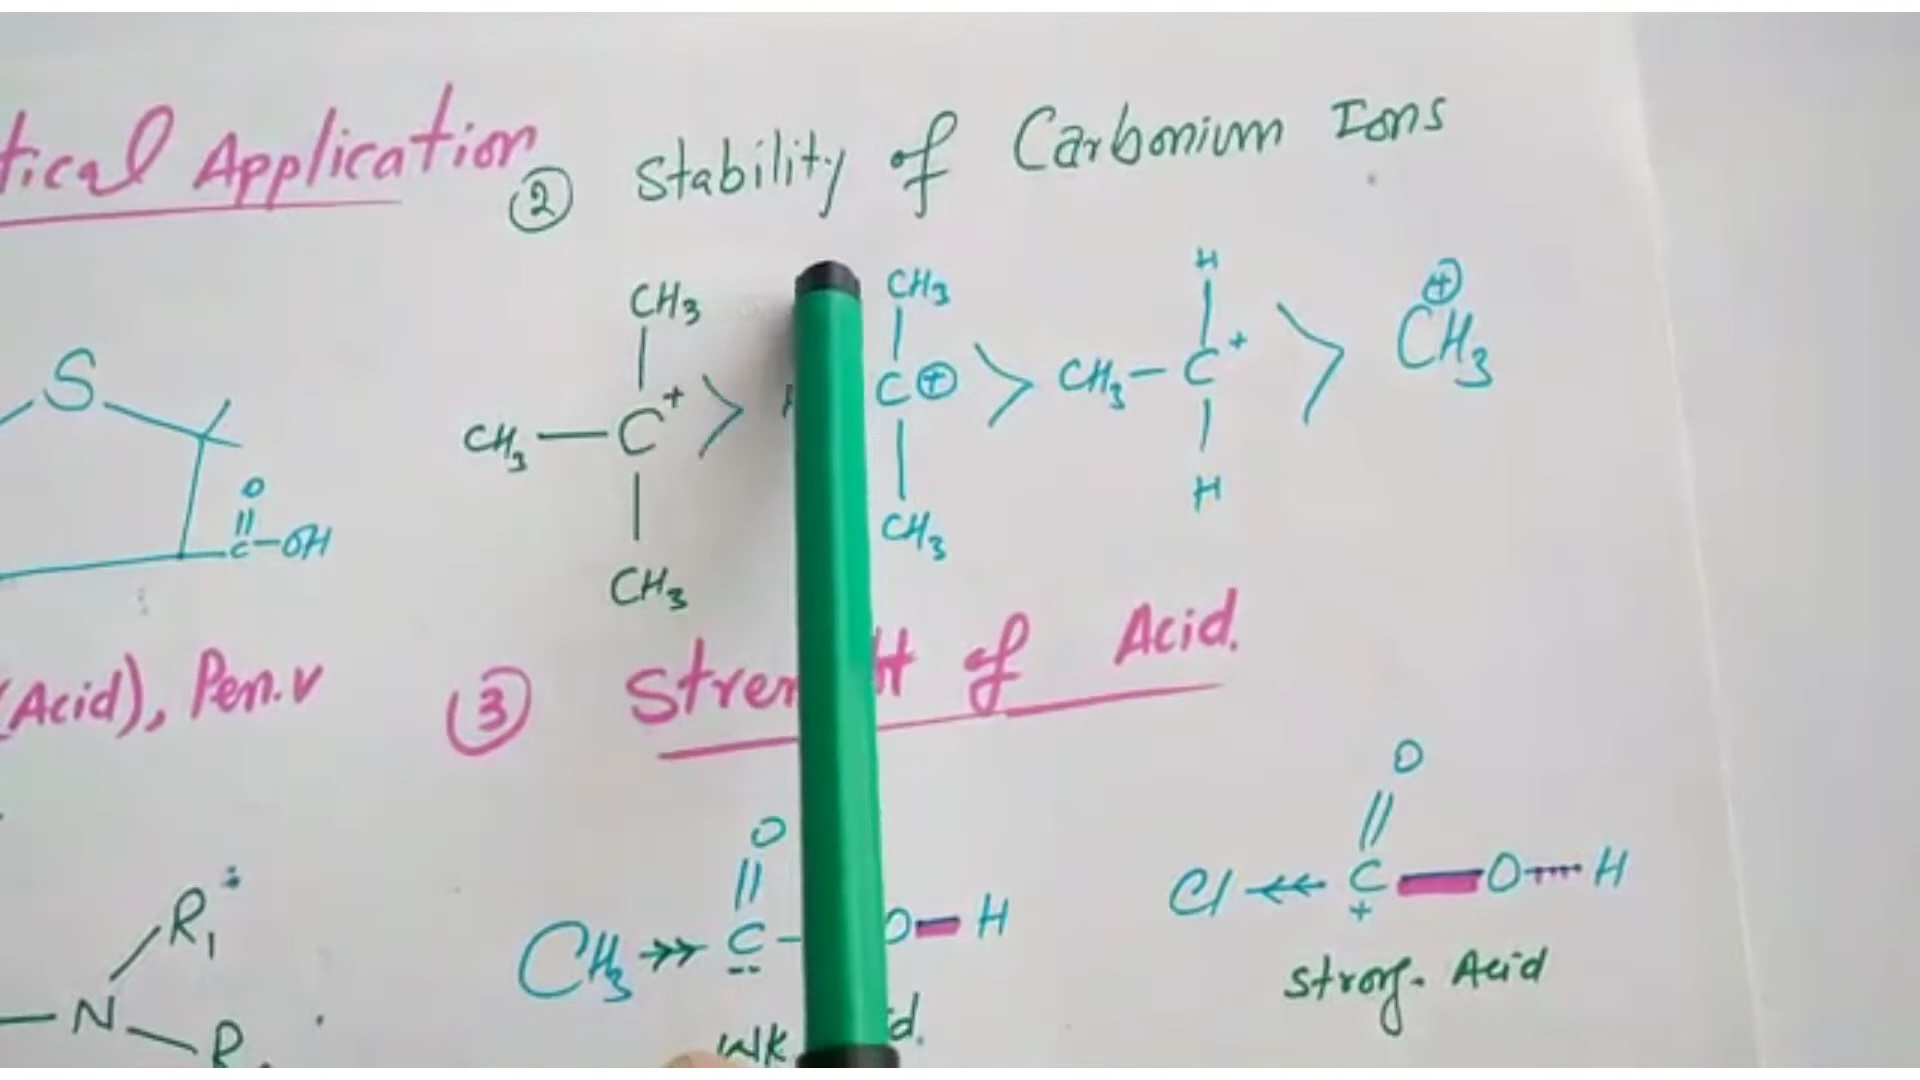 tical Application
② Stability of Carbonium Ions
CH3 CH3 H ⊕
CH3 — C+ > C⊕ > CH3 — C+ > CH3
CH3 CH3 H
S
O
C—OH
(Acid), Pen.V
③ Stren H of Acid.
O O
CH3 C O — H Cl C O H
+
Strong. Acid
WK d.
R1
N
R